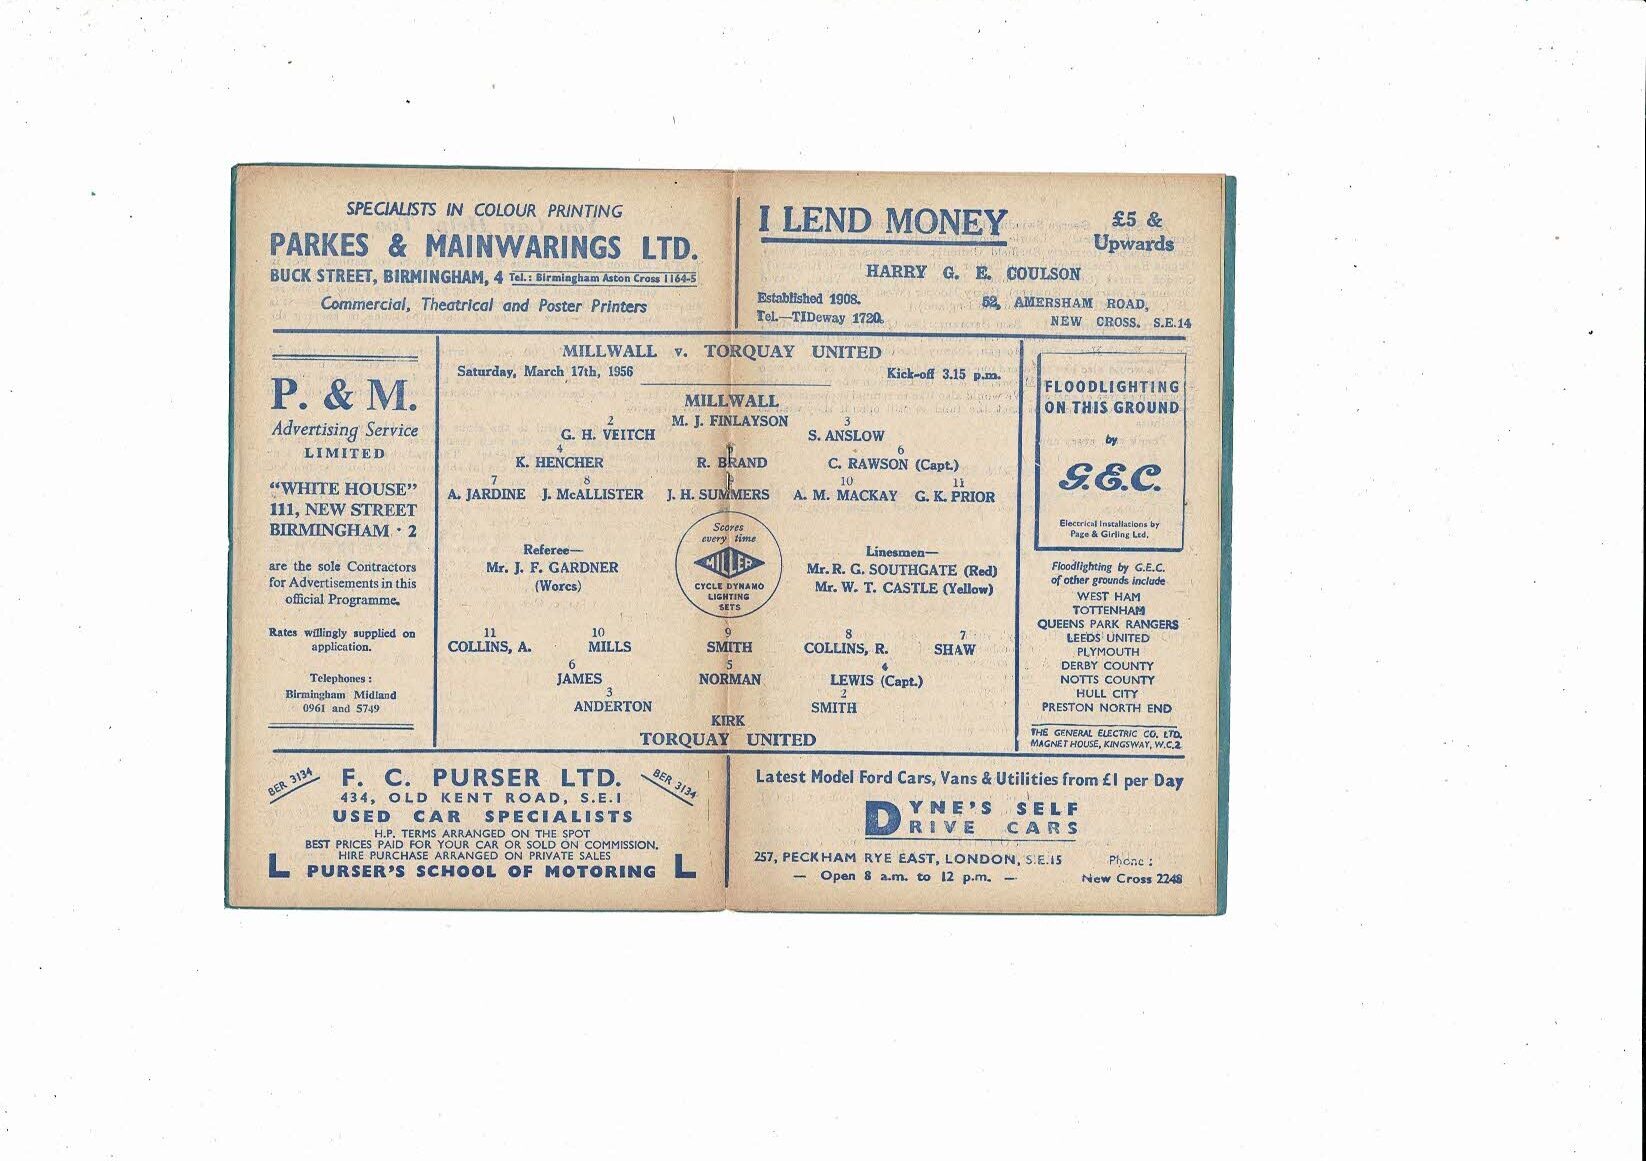 SPECIALISTS IN COLOUR PRINTING
PARKES & MAINWARINGS LTD.
BUCK STREET, BIRMINGHAM, 4 Tel.: Birmingham Aston Cross 1164-5
Commercial, Theatrical and Poster Printers
I LEND MONEY
£5 &
Upwards
HARRY G. E. COULSON
Established 1908.
52, AMERSHAM ROAD,
Tel.—TIDeway 1720.
NEW CROSS. S.E.14
P. & M.
Advertising Service
LIMITED
"WHITE HOUSE"
111, NEW STREET
BIRMINGHAM · 2
are the sole Contractors
for Advertisements in this
official Programme.
Rates willingly supplied on
application.
Telephones :
Birmingham Midland
0961 and 5749
MILLWALL v. TORQUAY UNITED
Saturday, March 17th, 1956
Kick-off 3.15 p.m.
MILLWALL
M. J. FINLAYSON
2 3
G. H. VEITCH S. ANSLOW
4 6
K. HENCHER R. BRAND C. RAWSON (Capt.)
7 8 10 11
A. JARDINE J. McALLISTER J. H. SUMMERS A. M. MACKAY G. K. PRIOR
Referee—
Mr. J. F. GARDNER
(Worcs)
Scores
every time
MILLER
CYCLE DYNAMO
LIGHTING
SETS
Linesmen—
Mr. R. G. SOUTHGATE (Red)
Mr. W. T. CASTLE (Yellow)
11 10 9 8 7
COLLINS, A. MILLS SMITH COLLINS, R. SHAW
6 5 4
JAMES NORMAN LEWIS (Capt.)
3 2
ANDERTON SMITH
KIRK
TORQUAY UNITED
FLOODLIGHTING
ON THIS GROUND
by
G.E.C.
Electrical Installations by
Page & Girling Ltd.
Floodlighting by G.E.C.
of other grounds include
WEST HAM
TOTTENHAM
QUEENS PARK RANGERS
LEEDS UNITED
PLYMOUTH
DERBY COUNTY
NOTTS COUNTY
HULL CITY
PRESTON NORTH END
THE GENERAL ELECTRIC CO. LTD.
MAGNET HOUSE, KINGSWAY, W.C.2
BER 3134 F. C. PURSER LTD. BER 3134
434, OLD KENT ROAD, S.E.1
USED CAR SPECIALISTS
H.P. TERMS ARRANGED ON THE SPOT
BEST PRICES PAID FOR YOUR CAR OR SOLD ON COMMISSION.
HIRE PURCHASE ARRANGED ON PRIVATE SALES
L PURSER'S SCHOOL OF MOTORING L
Latest Model Ford Cars, Vans & Utilities from £1 per Day
DYNE'S SELF
DRIVE CARS
257, PECKHAM RYE EAST, LONDON, S.E.15 Phone :
— Open 8 a.m. to 12 p.m. — New Cross 2248